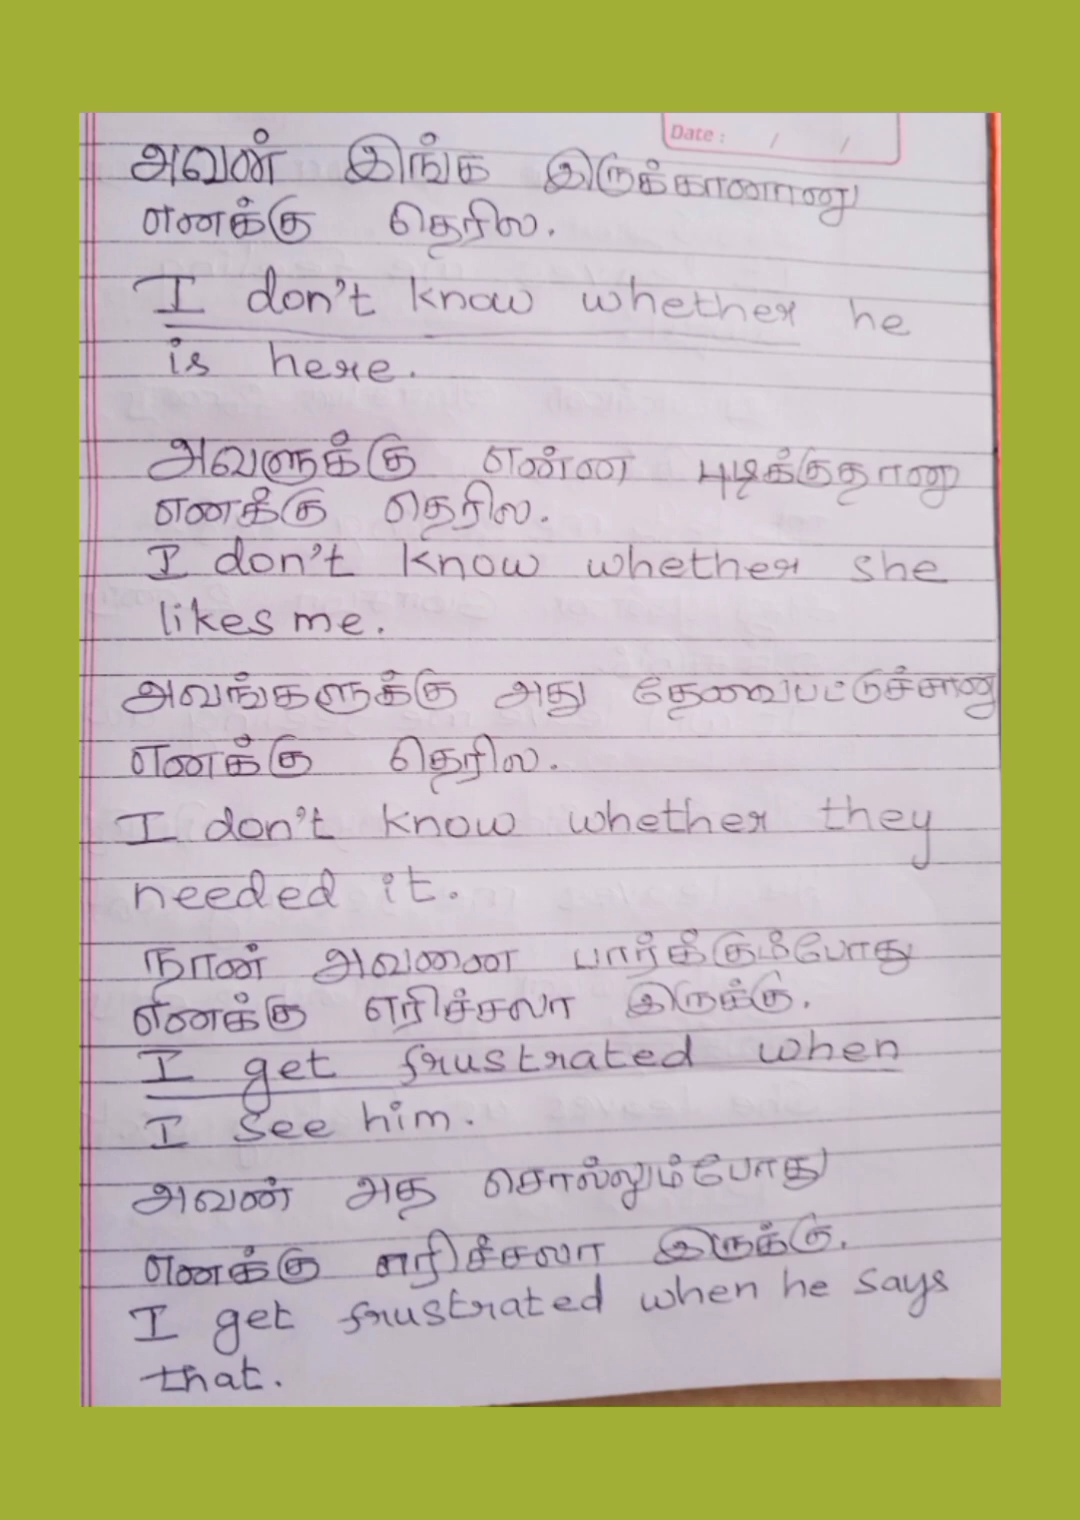 Date : / /
அவன் இங்க இருக்கானானு
எனக்கு தெரில.
I don't know whether he
is here.
அவளுக்கு என்ன புடிக்குதானு
எனக்கு தெரில.
I don't know whether she
likes me.
அவங்களுக்கு அது தேவைபட்டுச்சானு
எனக்கு தெரில.
I don't know whether they
needed it.
நான் அவனை பார்க்கும்போது
எனக்கு எரிச்சலா இருக்கு.
I get frustrated when
I see him.
அவன் அத சொல்லும்போது
எனக்கு எரிச்சலா இருக்கு.
I get frustrated when he says
that.